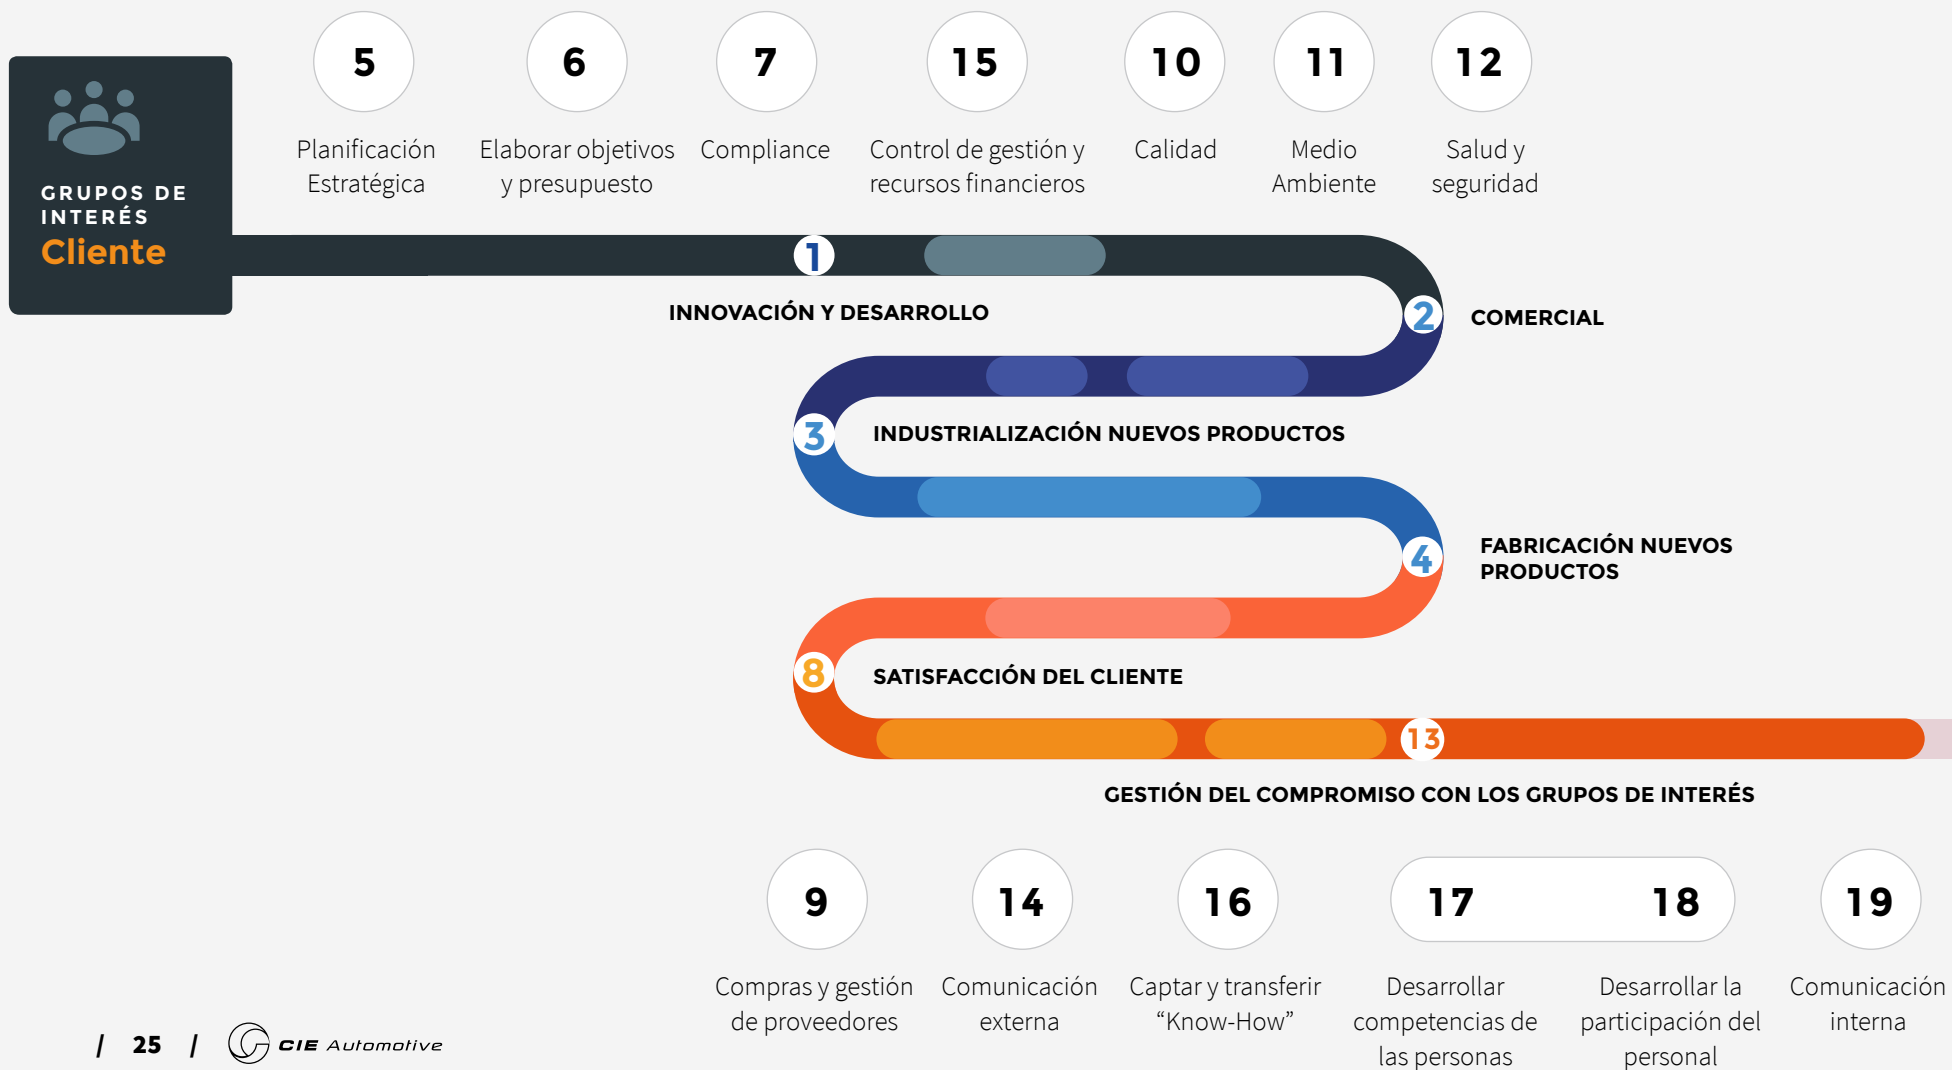 GRUPOS DE
INTERÉS
Cliente
5
Planificación
Estratégica
6
Elaborar objetivos
y presupuesto
7
Compliance
15
Control de gestión y
recursos financieros
10
Calidad
11
Medio
Ambiente
12
Salud y
seguridad
1
INNOVACIÓN Y DESARROLLO
2
COMERCIAL
3
INDUSTRIALIZACIÓN NUEVOS PRODUCTOS
4
FABRICACIÓN NUEVOS
PRODUCTOS
8
SATISFACCIÓN DEL CLIENTE
13
GESTIÓN DEL COMPROMISO CON LOS GRUPOS DE INTERÉS
9
Compras y gestión
de proveedores
14
Comunicación
externa
16
Captar y transferir
“Know-How”
17
Desarrollar
competencias de
las personas
18
Desarrollar la
participación del
personal
19
Comunicación
interna
/ 25 /
CIE Automotive